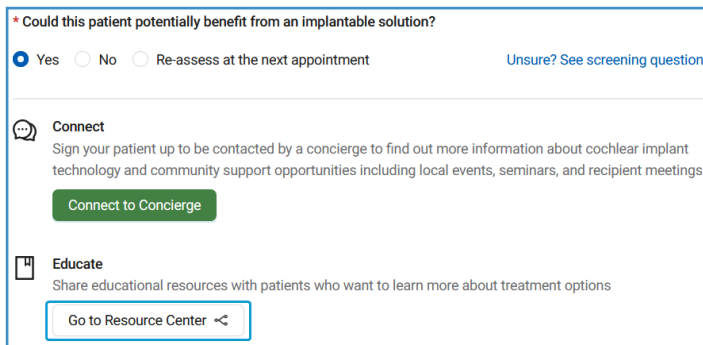 * Could this patient potentially benefit from an implantable solution?
Yes No Re-assess at the next appointment Unsure? See screening question
Connect
Sign your patient up to be contacted by a concierge to find out more information about cochlear implant
technology and community support opportunities including local events, seminars, and recipient meetings
Connect to Concierge
Educate
Share educational resources with patients who want to learn more about treatment options
Go to Resource Center